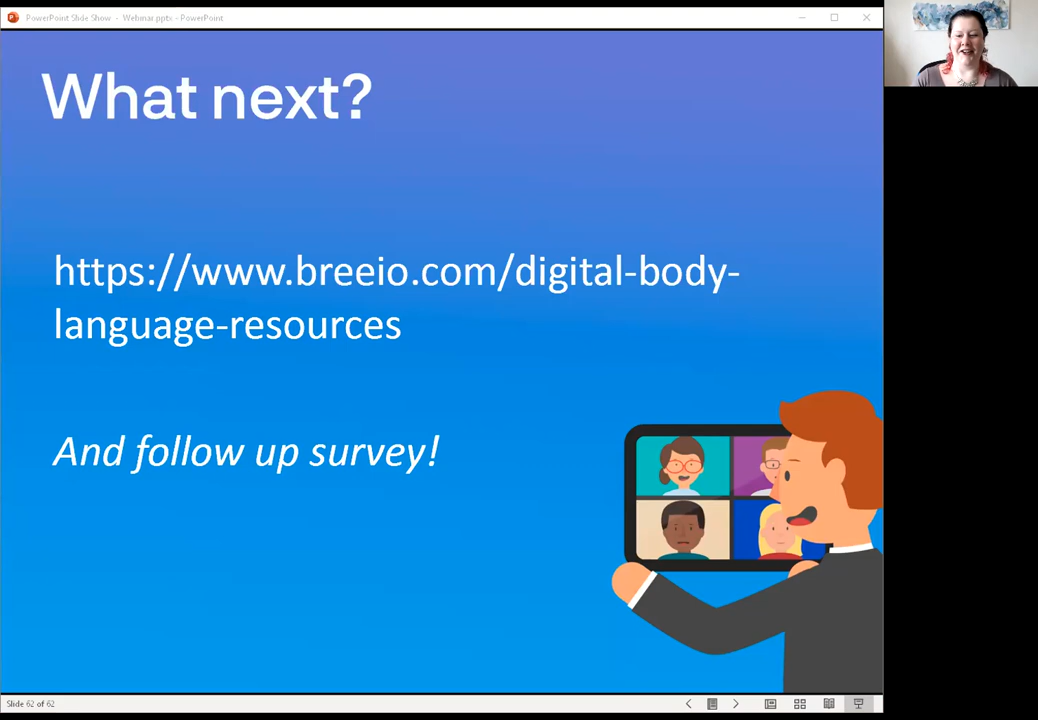 PowerPoint Slide Show - Webinar.pptx - PowerPoint
What next?
https://www.breeio.com/digital-body-
language-resources
And follow up survey!
Slide 62 of 62